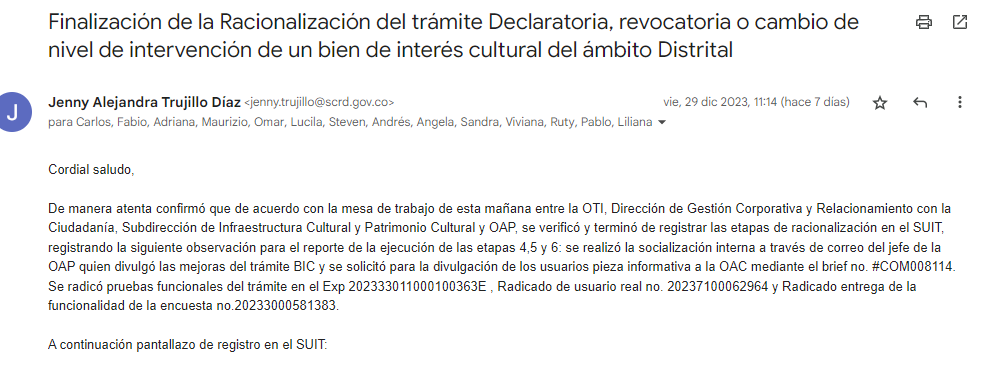 Finalización de la Racionalización del trámite Declaratoria, revocatoria o cambio de
nivel de intervención de un bien de interés cultural del ámbito Distrital
J
Jenny Alejandra Trujillo Díaz <jenny.trujillo@scrd.gov.co>
vie, 29 dic 2023, 11:14 (hace 7 días)
para Carlos, Fabio, Adriana, Maurizio, Omar, Lucila, Steven, Andrés, Angela, Sandra, Viviana, Ruty, Pablo, Liliana
Cordial saludo,
De manera atenta confirmó que de acuerdo con la mesa de trabajo de esta mañana entre la OTI, Dirección de Gestión Corporativa y Relacionamiento con la
Ciudadanía, Subdirección de Infraestructura Cultural y Patrimonio Cultural y OAP, se verificó y terminó de registrar las etapas de racionalización en el SUIT,
registrando la siguiente observación para el reporte de la ejecución de las etapas 4,5 y 6: se realizó la socialización interna a través de correo del jefe de la
OAP quien divulgó las mejoras del trámite BIC y se solicitó para la divulgación de los usuarios pieza informativa a la OAC mediante el brief no. #COM008114.
Se radicó pruebas funcionales del trámite en el Exp 202333011000100363E , Radicado de usuario real no. 20237100062964 y Radicado entrega de la
funcionalidad de la encuesta no.20233000581383.
A continuación pantallazo de registro en el SUIT: